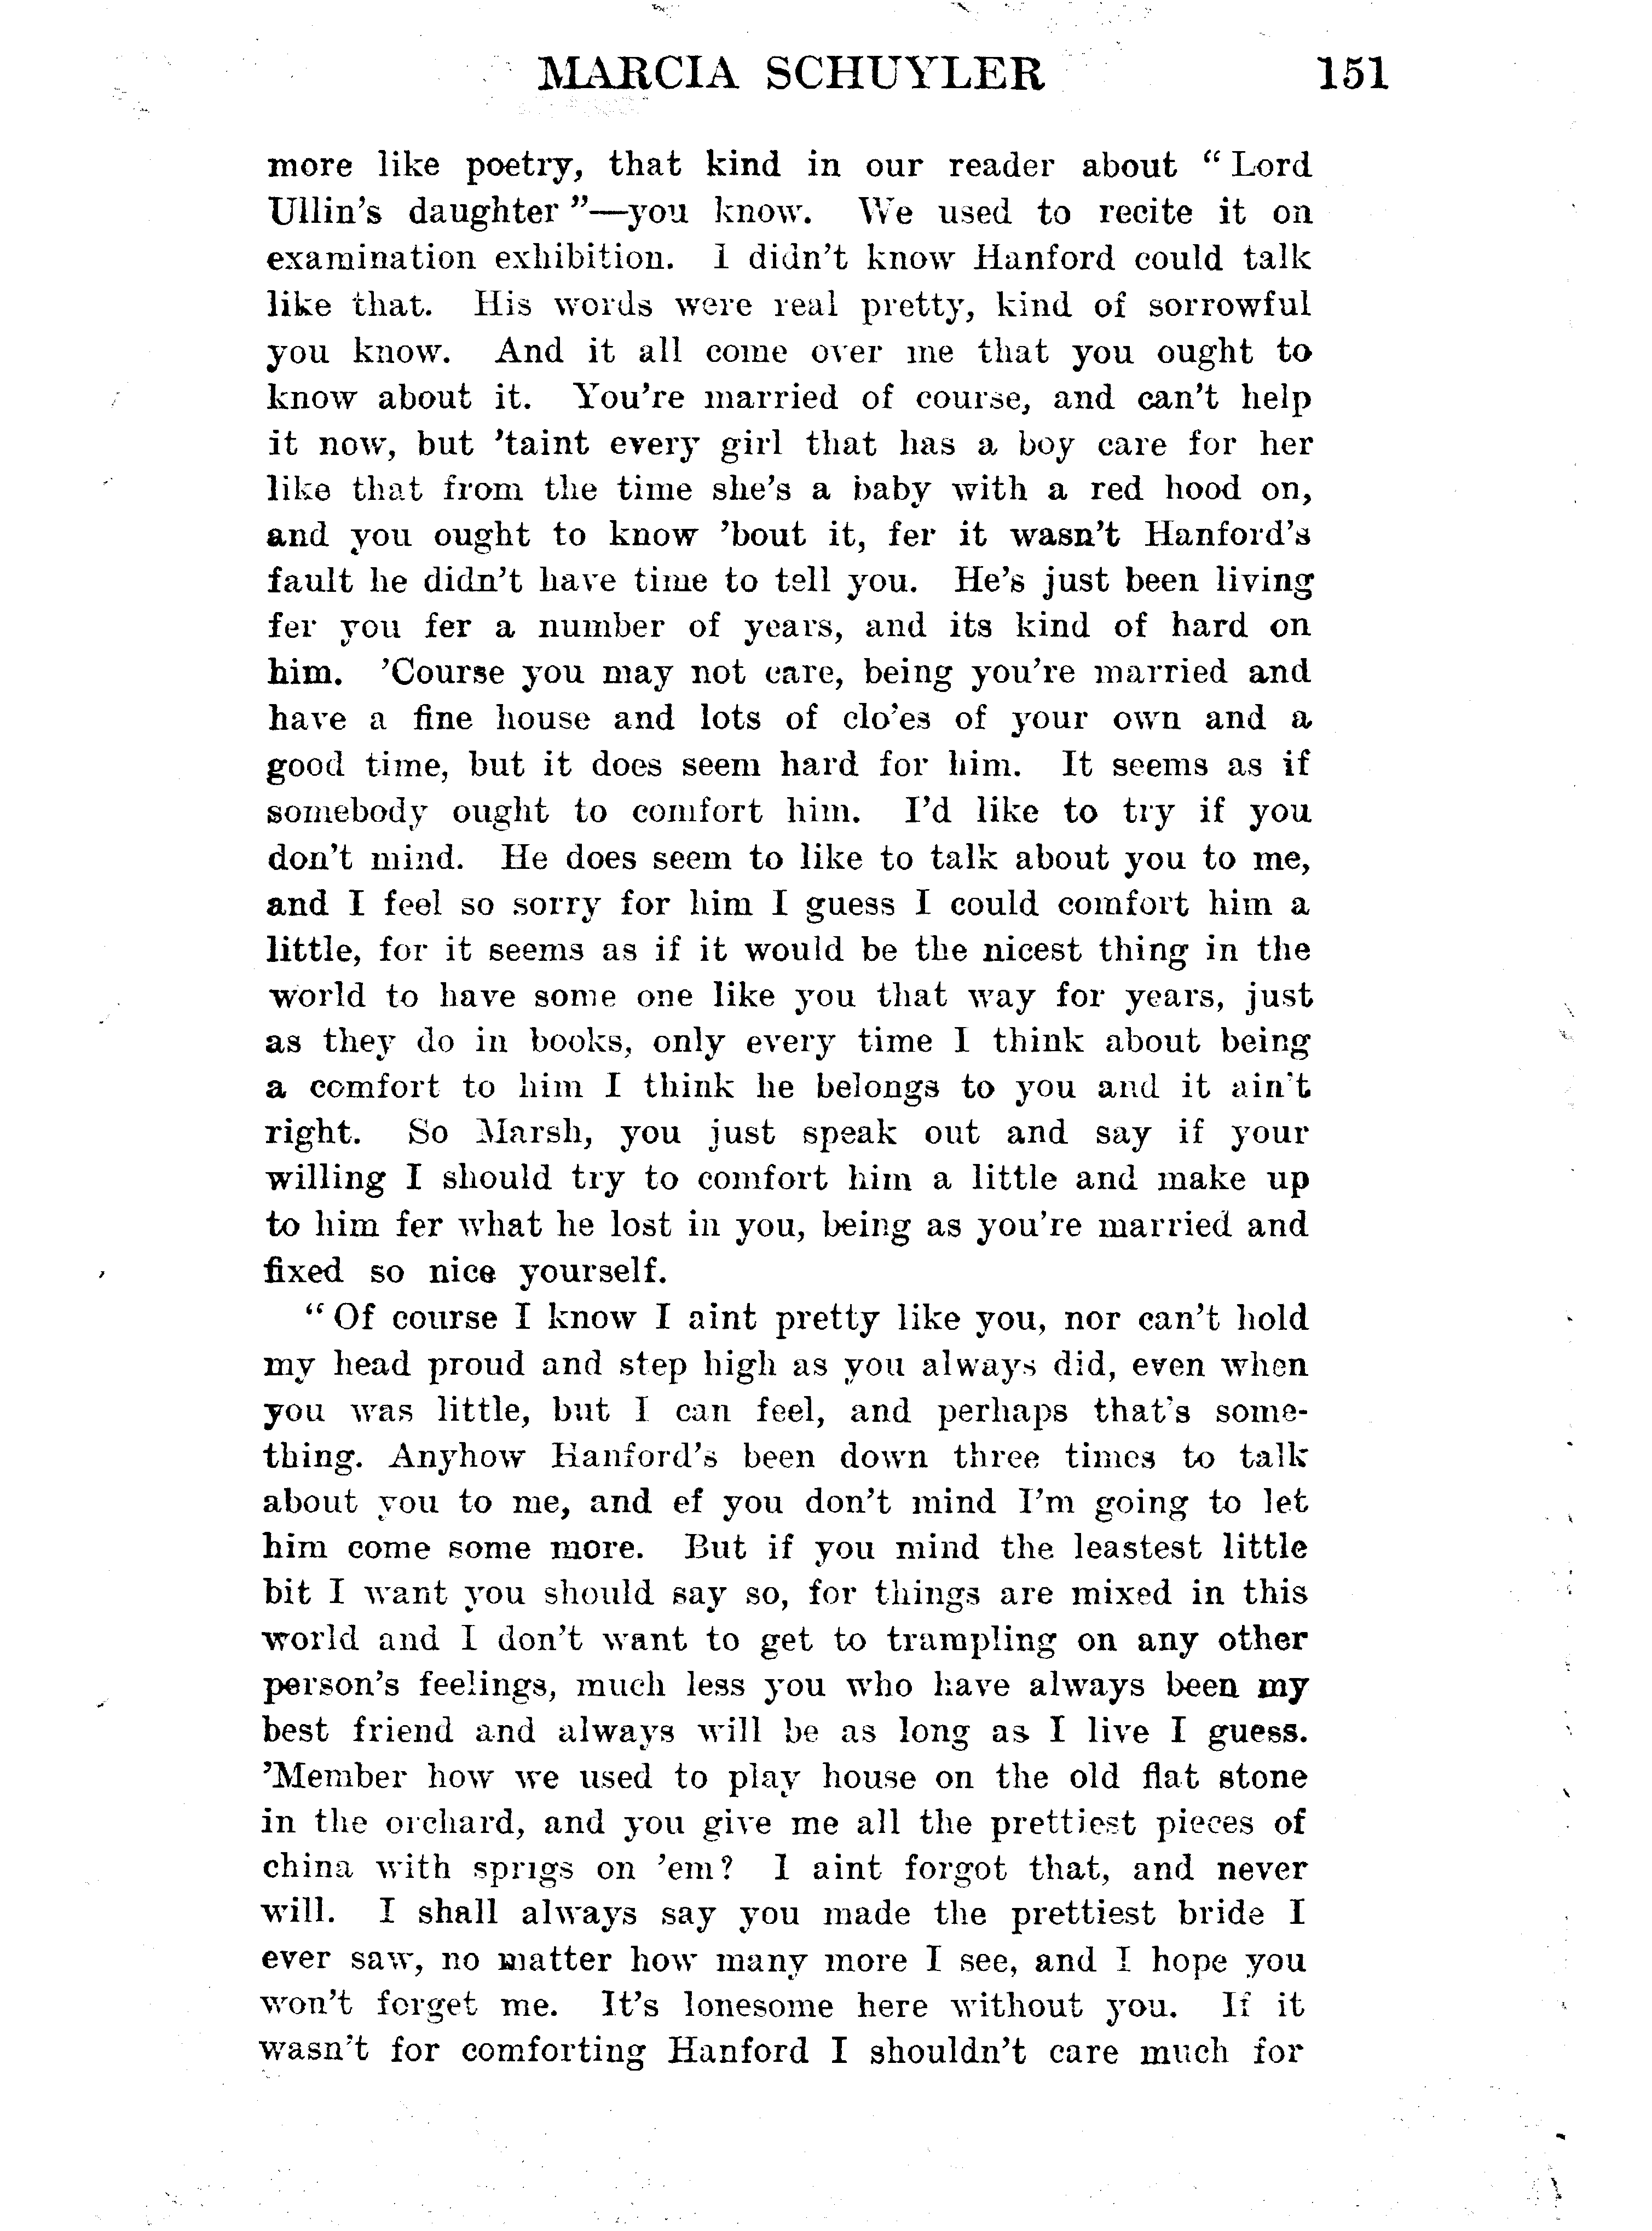 MARCIA SCHUYLER 151
more like poetry, that kind in our reader about “ Lord
Ullin's daughter ”—you know. We used to recite it on
examination exhibition. I didn't know Hanford could talk
like that. His words were real pretty, kind of sorrowful
you know. And it all come over me that you ought to
know about it. You're married of course, and can't help
it now, but 'taint every girl that has a boy care for her
like that from the time she's a baby with a red hood on,
and you ought to know 'bout it, fer it wasn't Hanford's
fault he didn't have time to tell you. He's just been living
fer you fer a number of years, and its kind of hard on
him. 'Course you may not care, being you're married and
have a fine house and lots of clo'es of your own and a
good time, but it does seem hard for him. It seems as if
somebody ought to comfort him. I'd like to try if you
don't mind. He does seem to like to talk about you to me,
and I feel so sorry for him I guess I could comfort him a
little, for it seems as if it would be the nicest thing in the
world to have some one like you that way for years, just
as they do in books, only every time I think about being
a comfort to him I think he belongs to you and it ain't
right. So Marsh, you just speak out and say if your
willing I should try to comfort him a little and make up
to him fer what he lost in you, being as you're married and
fixed so nice yourself.
“ Of course I know I aint pretty like you, nor can't hold
my head proud and step high as you always did, even when
you was little, but I can feel, and perhaps that's some-
thing. Anyhow Hanford's been down three times to talk
about you to me, and ef you don't mind I'm going to let
him come some more. But if you mind the leastest little
bit I want you should say so, for things are mixed in this
world and I don't want to get to trampling on any other
person's feelings, much less you who have always been my
best friend and always will be as long as I live I guess.
'Member how we used to play house on the old flat stone
in the orchard, and you give me all the prettiest pieces of
china with sprigs on 'em? I aint forgot that, and never
will. I shall always say you made the prettiest bride I
ever saw, no matter how many more I see, and I hope you
won't forget me. It's lonesome here without you. If it
wasn't for comforting Hanford I shouldn't care much for